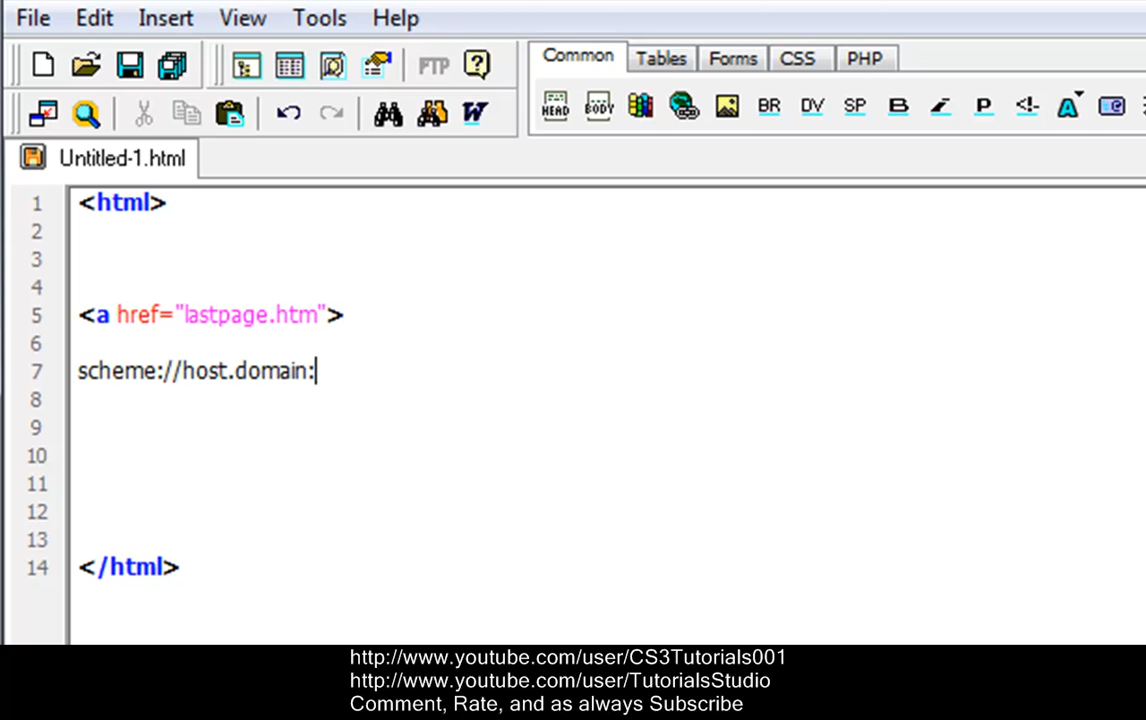 File Edit Insert View Tools Help
FTP
Common Tables Forms CSS PHP
HEAD BODY BR DV SP B P <!- A
Untitled-1.html
1 <html>
2
3
4
5 <a href="lastpage.htm">
6
7 scheme://host.domain:
8
9
10
11
12
13
14 </html>
http://www.youtube.com/user/CS3Tutorials001
http://www.youtube.com/user/TutorialsStudio
Comment, Rate, and as always Subscribe